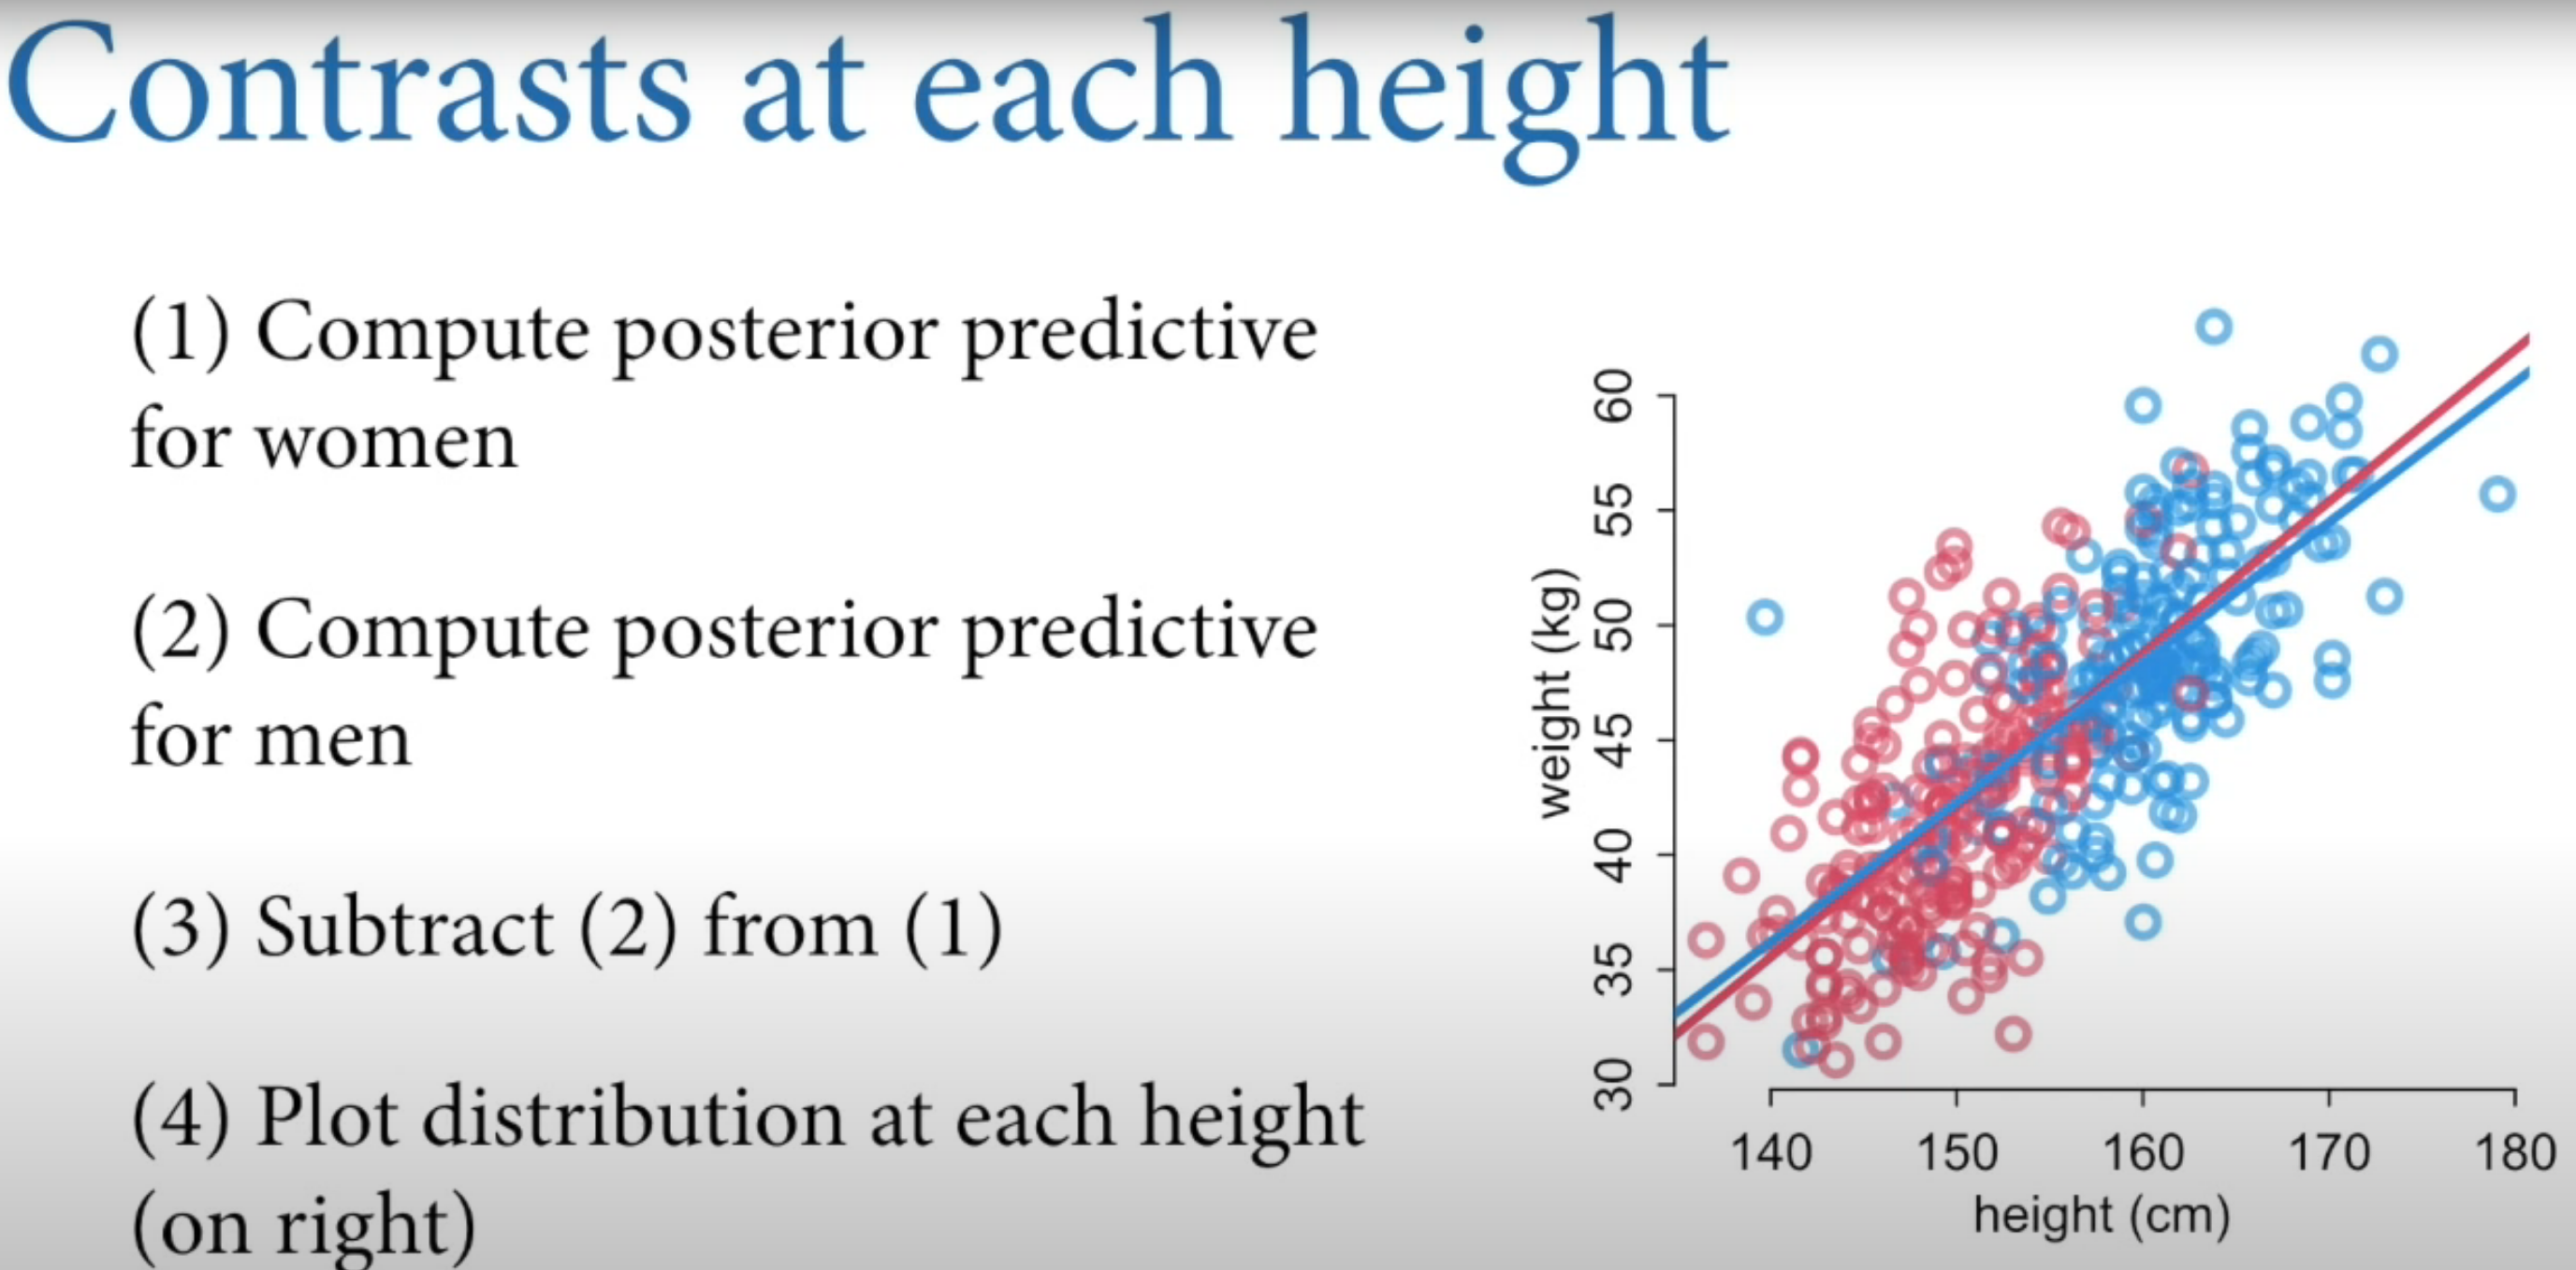 Contrasts at each height
(1) Compute posterior predictive
for women
(2) Compute posterior predictive
for men
(3) Subtract (2) from (1)
(4) Plot distribution at each height
(on right)
60
55
50
45
40
35
30
weight (kg)
140 150 160 170 180
height (cm)